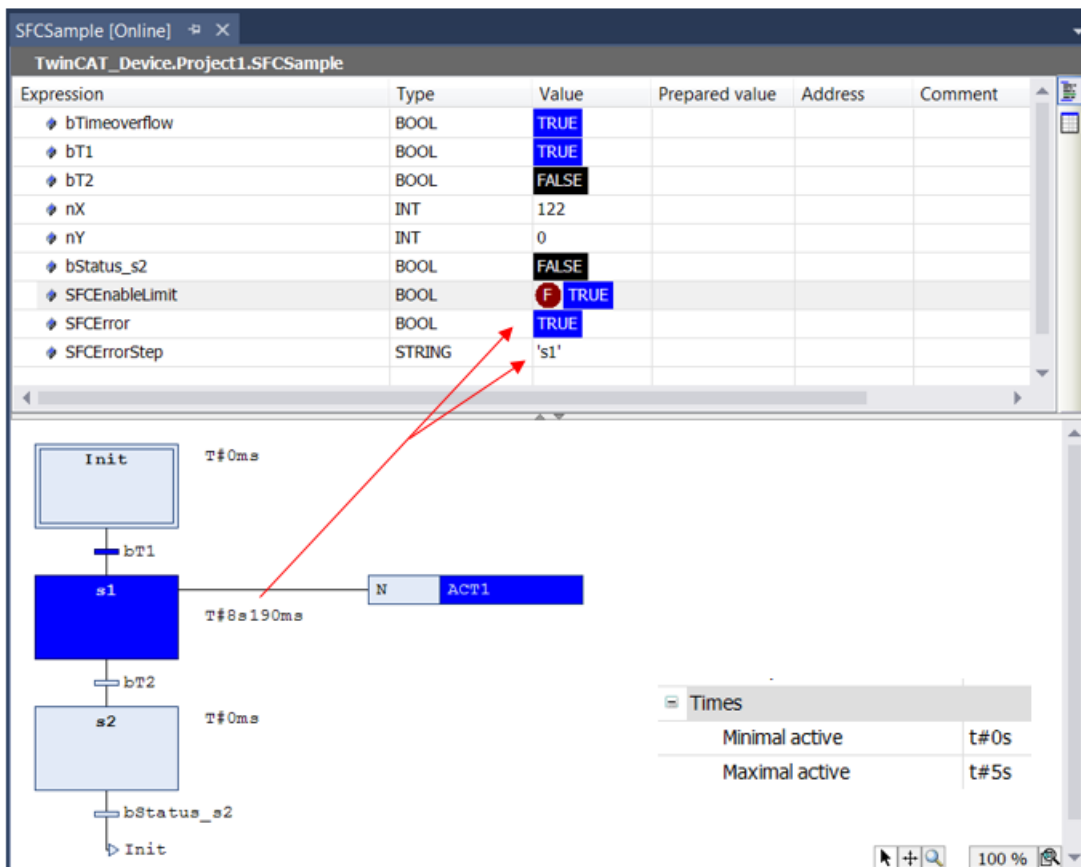 SFCSample [Online]
TwinCAT_Device.Project1.SFCSample
Expression Type Value Prepared value Address Comment
bTimeoverflow BOOL TRUE
bT1 BOOL TRUE
bT2 BOOL FALSE
nX INT 122
nY INT 0
bStatus_s2 BOOL FALSE
SFCEnableLimit BOOL F TRUE
SFCError BOOL TRUE
SFCErrorStep STRING 's1'
Init T#0ms
bT1
s1 N ACT1
T#8s190ms
bT2
s2 T#0ms
Times
Minimal active t#0s
Maximal active t#5s
bStatus_s2
Init
100 %